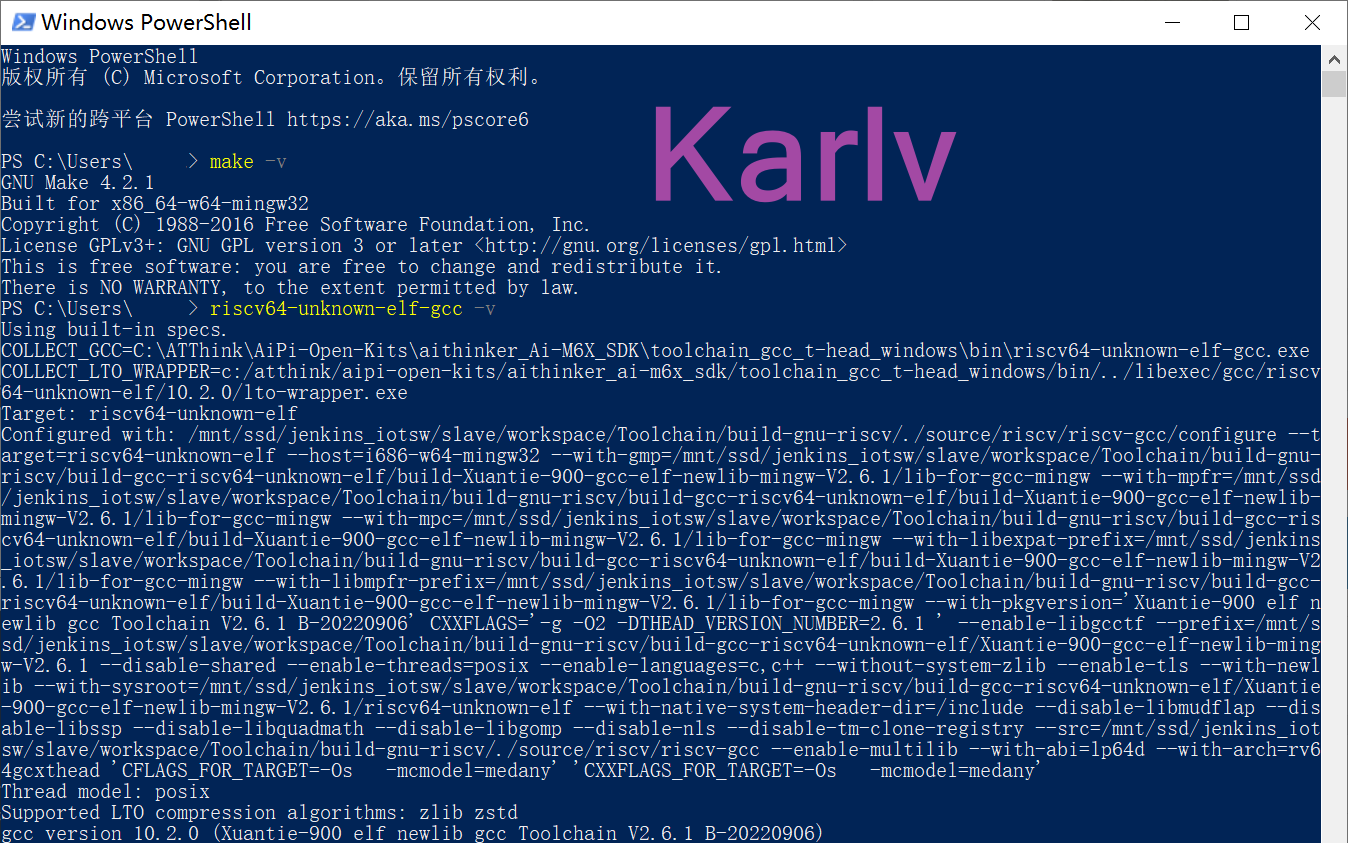 Windows PowerShell
Windows PowerShell
版权所有 (C) Microsoft Corporation。保留所有权利。
尝试新的跨平台 PowerShell https://aka.ms/pscore6
Karlv
PS C:\Users\ > make -v
GNU Make 4.2.1
Built for x86_64-w64-mingw32
Copyright (C) 1988-2016 Free Software Foundation, Inc.
License GPLv3+: GNU GPL version 3 or later <http://gnu.org/licenses/gpl.html>
This is free software: you are free to change and redistribute it.
There is NO WARRANTY, to the extent permitted by law.
PS C:\Users\ > riscv64-unknown-elf-gcc -v
Using built-in specs.
COLLECT_GCC=C:\ATThink\AiPi-Open-Kits\aithinker_Ai-M6X_SDK\toolchain_gcc_t-head_windows\bin\riscv64-unknown-elf-gcc.exe
COLLECT_LTO_WRAPPER=c:/atthink/aipi-open-kits/aithinker_ai-m6x_sdk/toolchain_gcc_t-head_windows/bin/../libexec/gcc/riscv
64-unknown-elf/10.2.0/lto-wrapper.exe
Target: riscv64-unknown-elf
Configured with: /mnt/ssd/jenkins_iotsw/slave/workspace/Toolchain/build-gnu-riscv/./source/riscv/riscv-gcc/configure --t
arget=riscv64-unknown-elf --host=i686-w64-mingw32 --with-gmp=/mnt/ssd/jenkins_iotsw/slave/workspace/Toolchain/build-gnu-
riscv/build-gcc-riscv64-unknown-elf/build-Xuantie-900-gcc-elf-newlib-mingw-V2.6.1/lib-for-gcc-mingw --with-mpfr=/mnt/ssd
/jenkins_iotsw/slave/workspace/Toolchain/build-gnu-riscv/build-gcc-riscv64-unknown-elf/build-Xuantie-900-gcc-elf-newlib-
mingw-V2.6.1/lib-for-gcc-mingw --with-mpc=/mnt/ssd/jenkins_iotsw/slave/workspace/Toolchain/build-gnu-riscv/build-gcc-ris
cv64-unknown-elf/build-Xuantie-900-gcc-elf-newlib-mingw-V2.6.1/lib-for-gcc-mingw --with-libexpat-prefix=/mnt/ssd/jenkins
_iotsw/slave/workspace/Toolchain/build-gnu-riscv/build-gcc-riscv64-unknown-elf/build-Xuantie-900-gcc-elf-newlib-mingw-V2
.6.1/lib-for-gcc-mingw --with-libmpfr-prefix=/mnt/ssd/jenkins_iotsw/slave/workspace/Toolchain/build-gnu-riscv/build-gcc-
riscv64-unknown-elf/build-Xuantie-900-gcc-elf-newlib-mingw-V2.6.1/lib-for-gcc-mingw --with-pkgversion='Xuantie-900 elf n
ewlib gcc Toolchain V2.6.1 B-20220906' CXXFLAGS='-g -O2 -DTHEAD_VERSION_NUMBER=2.6.1 ' --enable-libgcctf --prefix=/mnt/s
sd/jenkins_iotsw/slave/workspace/Toolchain/build-gnu-riscv/build-gcc-riscv64-unknown-elf/Xuantie-900-gcc-elf-newlib-ming
w-V2.6.1 --disable-shared --enable-threads=posix --enable-languages=c,c++ --without-system-zlib --enable-tls --with-newl
ib --with-sysroot=/mnt/ssd/jenkins_iotsw/slave/workspace/Toolchain/build-gnu-riscv/build-gcc-riscv64-unknown-elf/Xuantie
-900-gcc-elf-newlib-mingw-V2.6.1/riscv64-unknown-elf --with-native-system-header-dir=/include --disable-libmudflap --dis
able-libssp --disable-libquadmath --disable-libgomp --disable-nls --disable-tm-clone-registry --src=/mnt/ssd/jenkins_iot
sw/slave/workspace/Toolchain/build-gnu-riscv/./source/riscv/riscv-gcc --enable-multilib --with-abi=lp64d --with-arch=rv6
4gcxthead 'CFLAGS_FOR_TARGET=-Os   -mcmodel=medany' 'CXXFLAGS_FOR_TARGET=-Os   -mcmodel=medany'
Thread model: posix
Supported LTO compression algorithms: zlib zstd
gcc version 10.2.0 (Xuantie-900 elf newlib gcc Toolchain V2.6.1 B-20220906)